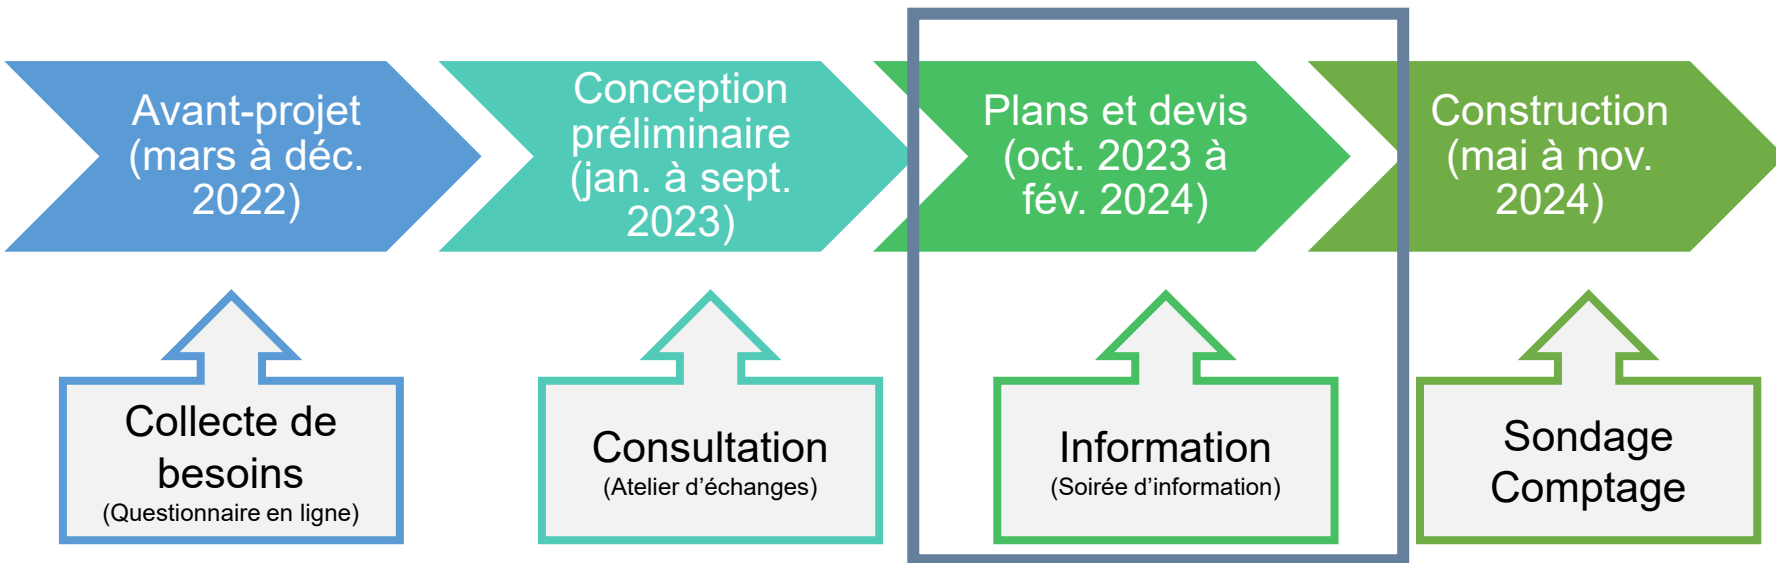 Avant-projet
(mars à déc.
2022)
Conception
préliminaire
(jan. à sept.
2023)
Plans et devis
(oct. 2023 à
fév. 2024)
Construction
(mai à nov.
2024)
Collecte de
besoins
(Questionnaire en ligne)
Consultation
(Atelier d’échanges)
Information
(Soirée d’information)
Sondage
Comptage